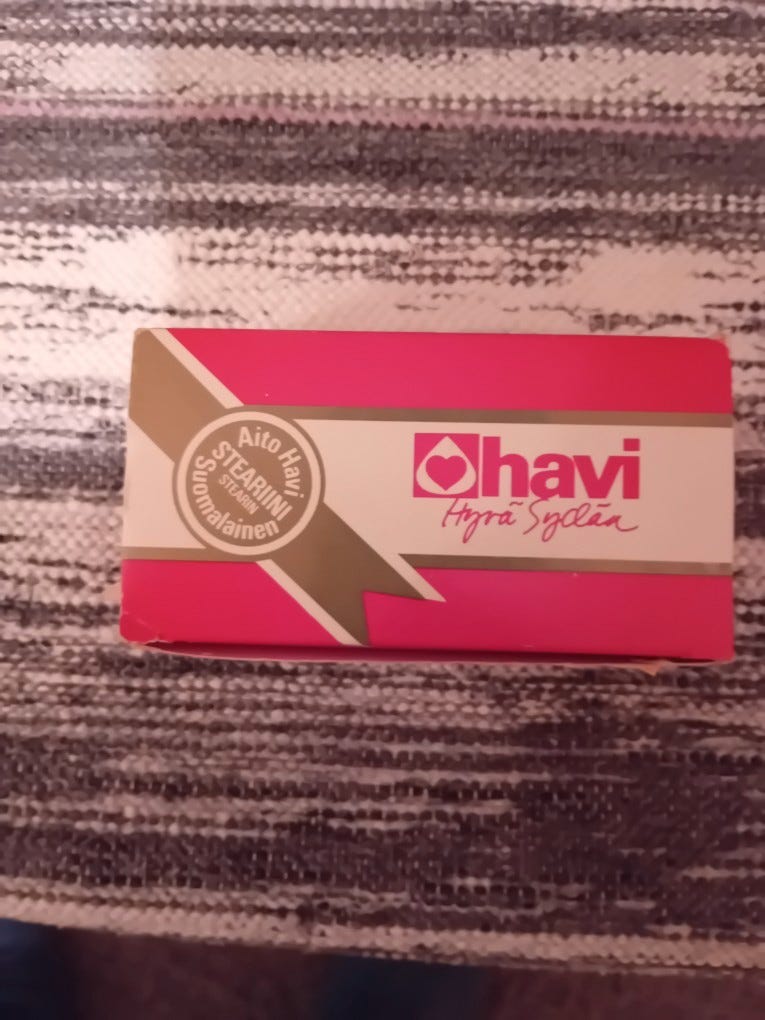 Aito Havi
STEARIINI
STEARIN
Suomalainen
havi
Hyvä Sydän